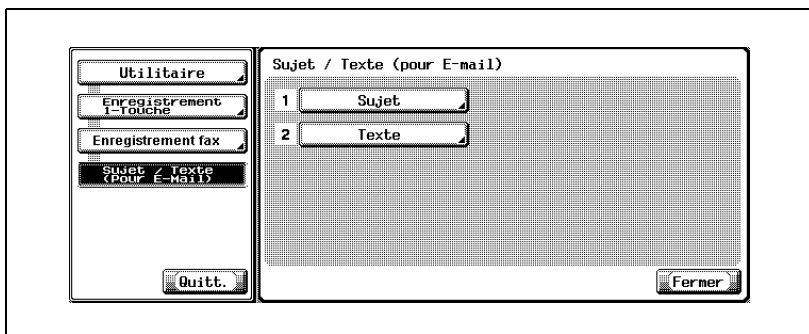 Utilitaire
Enregistrement
1-Touche
Enregistrement fax
Sujet / Texte
(Pour E-Mail)
Quitt.
Sujet / Texte (pour E-mail)
1 Sujet
2 Texte
Fermer